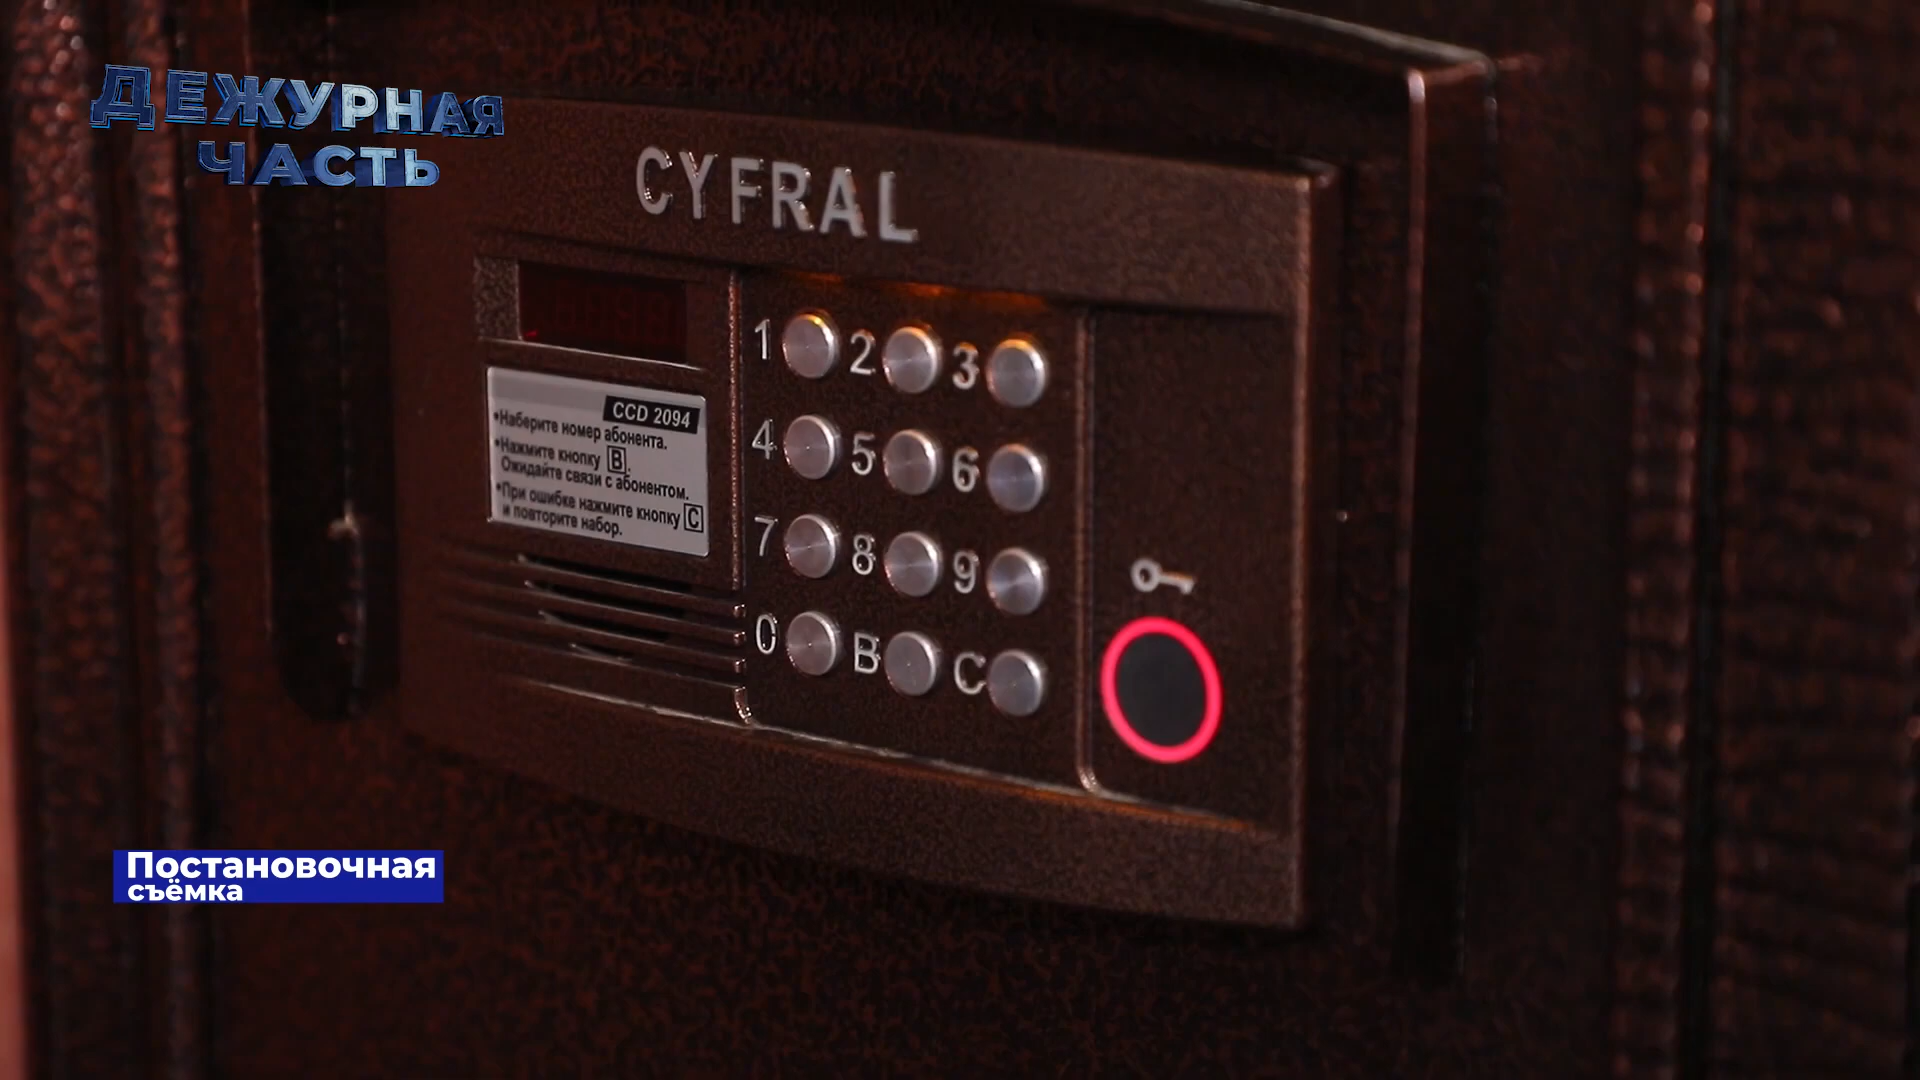 ДЕЖУРНАЯ
ЧАСТЬ
CYFRAL
CCD 2094
•Наберите номер абонента.
•Нажмите кнопку B.
Ожидайте связи с абонентом.
•При ошибке нажмите кнопку C
и повторите набор.
1 2 3
4 5 6
7 8 9
0 B C
Постановочная
съёмка